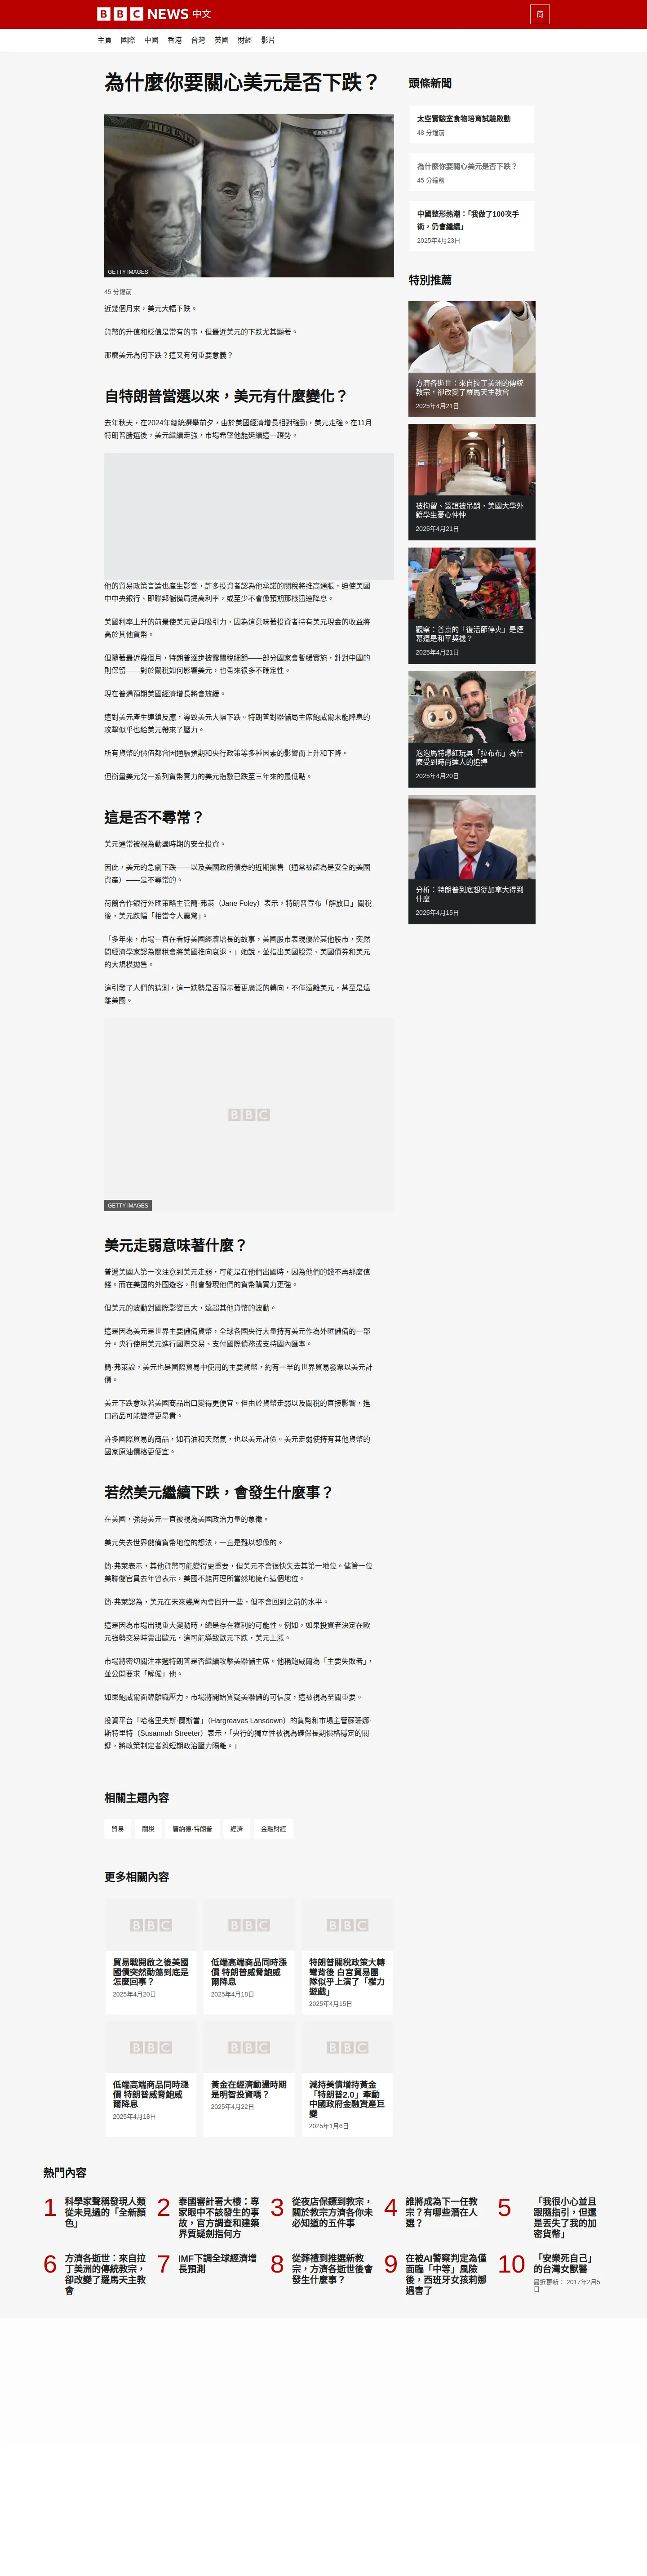 BBC NEWS 中文
简
主頁 國際 中國 香港 台灣 英國 財經 影片
為什麼你要關心美元是否下跌？
GETTY IMAGES
45 分鐘前
近幾個月來，美元大幅下跌。
貨幣的升值和貶值是常有的事，但最近美元的下跌尤其顯著。
那麼美元為何下跌？這又有何重要意義？
自特朗普當選以來，美元有什麼變化？
去年秋天，在2024年總統選舉前夕，由於美國經濟增長相對強勁，美元走強。在11月
特朗普勝選後，美元繼續走強，市場希望他能延續這一趨勢。
他的貿易政策言論也產生影響，許多投資者認為他承諾的關稅將推高通脹，迫使美國
中中央銀行、即聯邦儲備局提高利率，或至少不會像預期那樣迅速降息。
美國利率上升的前景使美元更具吸引力，因為這意味著投資者持有美元現金的收益將
高於其他貨幣。
但隨著最近幾個月，特朗普逐步披露關稅細節——部分國家會暫緩實施，針對中國的
則保留——對於關稅如何影響美元，也帶來很多不確定性。
現在普遍預期美國經濟增長將會放緩。
這對美元產生連鎖反應，導致美元大幅下跌。特朗普對聯儲局主席鮑威爾未能降息的
攻擊似乎也給美元帶來了壓力。
所有貨幣的價值都會因通脹預期和央行政策等多種因素的影響而上升和下降。
但衡量美元兌一系列貨幣實力的美元指數已跌至三年來的最低點。
這是否不尋常？
美元通常被視為動盪時期的安全投資。
因此，美元的急劇下跌——以及美國政府債券的近期拋售（通常被認為是安全的美國
資產）——是不尋常的。
荷蘭合作銀行外匯策略主管簡·弗萊（Jane Foley）表示，特朗普宣布「解放日」關稅
後，美元跌幅「相當令人震驚」。
「多年來，市場一直在看好美國經濟增長的故事，美國股市表現優於其他股市，突然
間經濟學家認為關稅會將美國推向衰退，」她說，並指出美國股票、美國債券和美元
的大規模拋售。
這引發了人們的猜測，這一跌勢是否預示著更廣泛的轉向，不僅遠離美元，甚至是遠
離美國。
BBC
GETTY IMAGES
美元走弱意味著什麼？
普遍美國人第一次注意到美元走弱，可能是在他們出國時，因為他們的錢不再那麼值
錢。而在美國的外國遊客，則會發現他們的貨幣購買力更強。
但美元的波動對國際影響巨大，遠超其他貨幣的波動。
這是因為美元是世界主要儲備貨幣，全球各國央行大量持有美元作為外匯儲備的一部
分。央行使用美元進行國際交易、支付國際債務或支持國內匯率。
簡·弗萊說，美元也是國際貿易中使用的主要貨幣，約有一半的世界貿易發票以美元計
價。
美元下跌意味著美國商品出口變得更便宜。但由於貨幣走弱以及關稅的直接影響，進
口商品可能變得更昂貴。
許多國際貿易的商品，如石油和天然氣，也以美元計價。美元走弱使持有其他貨幣的
國家原油價格更便宜。
若然美元繼續下跌，會發生什麼事？
在美國，強勢美元一直被視為美國政治力量的象徵。
美元失去世界儲備貨幣地位的想法，一直是難以想像的。
簡·弗萊表示，其他貨幣可能變得更重要，但美元不會很快失去其第一地位。儘管一位
美聯儲官員去年曾表示，美國不能再理所當然地擁有這個地位。
簡·弗萊認為，美元在未來幾周內會回升一些，但不會回到之前的水平。
這是因為市場出現重大變動時，總是存在獲利的可能性。例如，如果投資者決定在歐
元強勢交易時賣出歐元，這可能導致歐元下跌，美元上漲。
市場將密切關注本週特朗普是否繼續攻擊美聯儲主席。他稱鮑威爾為「主要失敗者」，
並公開要求「解僱」他。
如果鮑威爾面臨離職壓力，市場將開始質疑美聯儲的可信度，這被視為至關重要。
投資平台「哈格里夫斯·蘭斯當」（Hargreaves Lansdown）的貨幣和市場主管蘇珊娜·
斯特里特（Susannah Streeter）表示，「央行的獨立性被視為確保長期價格穩定的關
鍵，將政策制定者與短期政治壓力隔離。」
相關主題內容
貿易 關稅 唐納德·特朗普 經濟 金融財經
更多相關內容
BBC BBC BBC
貿易戰開啟之後美國
國債突然動蕩到底是
怎麼回事？
2025年4月20日
低端高端商品同時漲
價 特朗普威脅鮑威
爾降息
2025年4月18日
特朗普關稅政策大轉
彎背後 白宮貿易團
隊似乎上演了「權力
遊戲」
2025年4月15日
BBC BBC BBC
低端高端商品同時漲
價 特朗普威脅鮑威
爾降息
2025年4月18日
黃金在經濟動盪時期
是明智投資嗎？
2025年4月22日
減持美債增持黃金
「特朗普2.0」牽動
中國政府金融資產巨
變
2025年1月6日
頭條新聞
太空實驗室食物培育試驗啟動
48 分鐘前
為什麼你要關心美元是否下跌？
45 分鐘前
中國整形熱潮：「我做了100次手
術，仍會繼續」
2025年4月23日
特別推薦
方濟各逝世：來自拉丁美洲的傳統
教宗，卻改變了羅馬天主教會
2025年4月21日
被拘留、簽證被吊銷，美國大學外
籍學生憂心忡忡
2025年4月21日
觀察：普京的「復活節停火」是煙
幕還是和平契機？
2025年4月21日
泡泡馬特爆紅玩具「拉布布」為什
麼受到時尚達人的追捧
2025年4月20日
分析：特朗普到底想從加拿大得到
什麼
2025年4月15日
熱門內容
1
科學家聲稱發現人類
從未見過的「全新顏
色」
2
泰國審計署大樓：專
家眼中不該發生的事
故，官方調查和建築
界質疑劍指何方
3
從夜店保鑣到教宗，
關於教宗方濟各你未
必知道的五件事
4
誰將成為下一任教
宗？有哪些潛在人
選？
5
「我很小心並且
跟隨指引，但還
是丟失了我的加
密貨幣」
6
方濟各逝世：來自拉
丁美洲的傳統教宗，
卻改變了羅馬天主教
會
7
IMF下調全球經濟增
長預測
8
從葬禮到推選新教
宗，方濟各逝世後會
發生什麼事？
9
在被AI警察判定為僅
面臨「中等」風險
後，西班牙女孩莉娜
遇害了
10
「安樂死自己」
的台灣女獸醫
最近更新： 2017年2月5
日